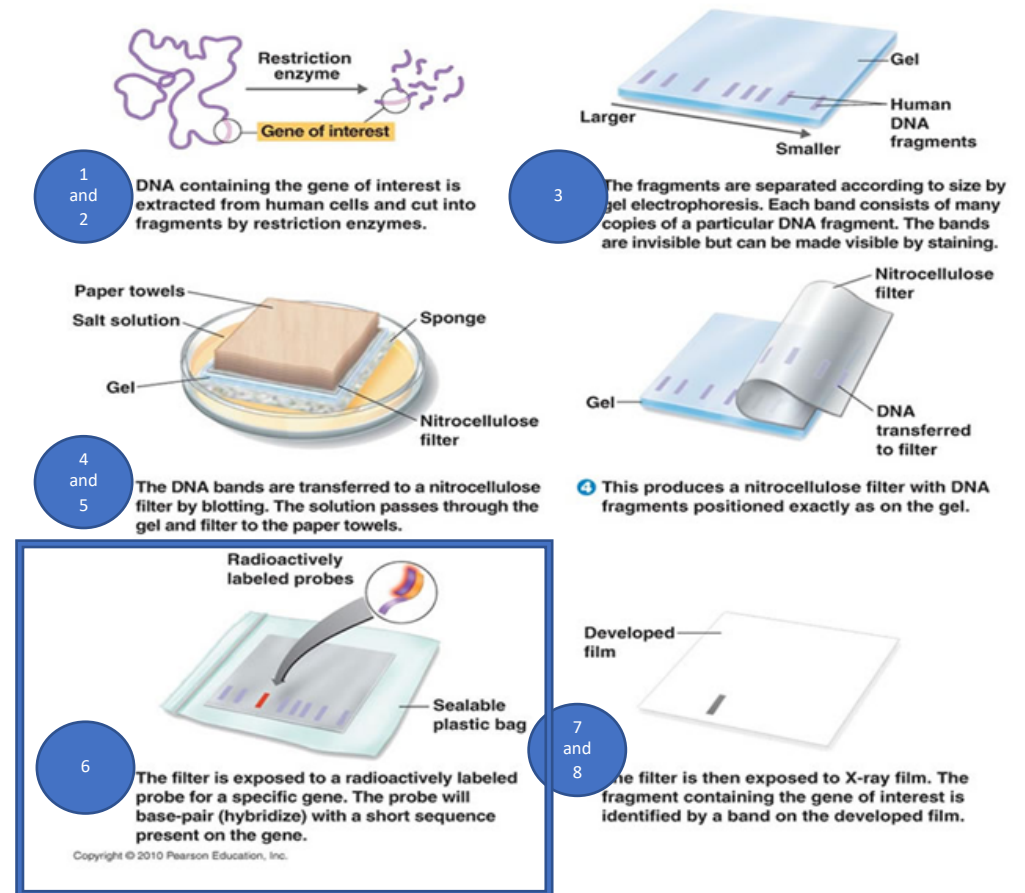 Restriction
enzyme
Gene of interest
1
and
2
DNA containing the gene of interest is
extracted from human cells and cut into
fragments by restriction enzymes.
Gel
Human
DNA
fragments
Larger
Smaller
3
The fragments are separated according to size by
gel electrophoresis. Each band consists of many
copies of a particular DNA fragment. The bands
are invisible but can be made visible by staining.
Paper towels
Salt solution
Sponge
Gel
Nitrocellulose
filter
4
and
5
The DNA bands are transferred to a nitrocellulose
filter by blotting. The solution passes through the
gel and filter to the paper towels.
Nitrocellulose
filter
Gel
DNA
transferred
to filter
4 This produces a nitrocellulose filter with DNA
fragments positioned exactly as on the gel.
Radioactively
labeled probes
Sealable
plastic bag
6
The filter is exposed to a radioactively labeled
probe for a specific gene. The probe will
base-pair (hybridize) with a short sequence
present on the gene.
Copyright © 2010 Pearson Education, Inc.
Developed
film
7
and
8
he filter is then exposed to X-ray film. The
fragment containing the gene of interest is
identified by a band on the developed film.